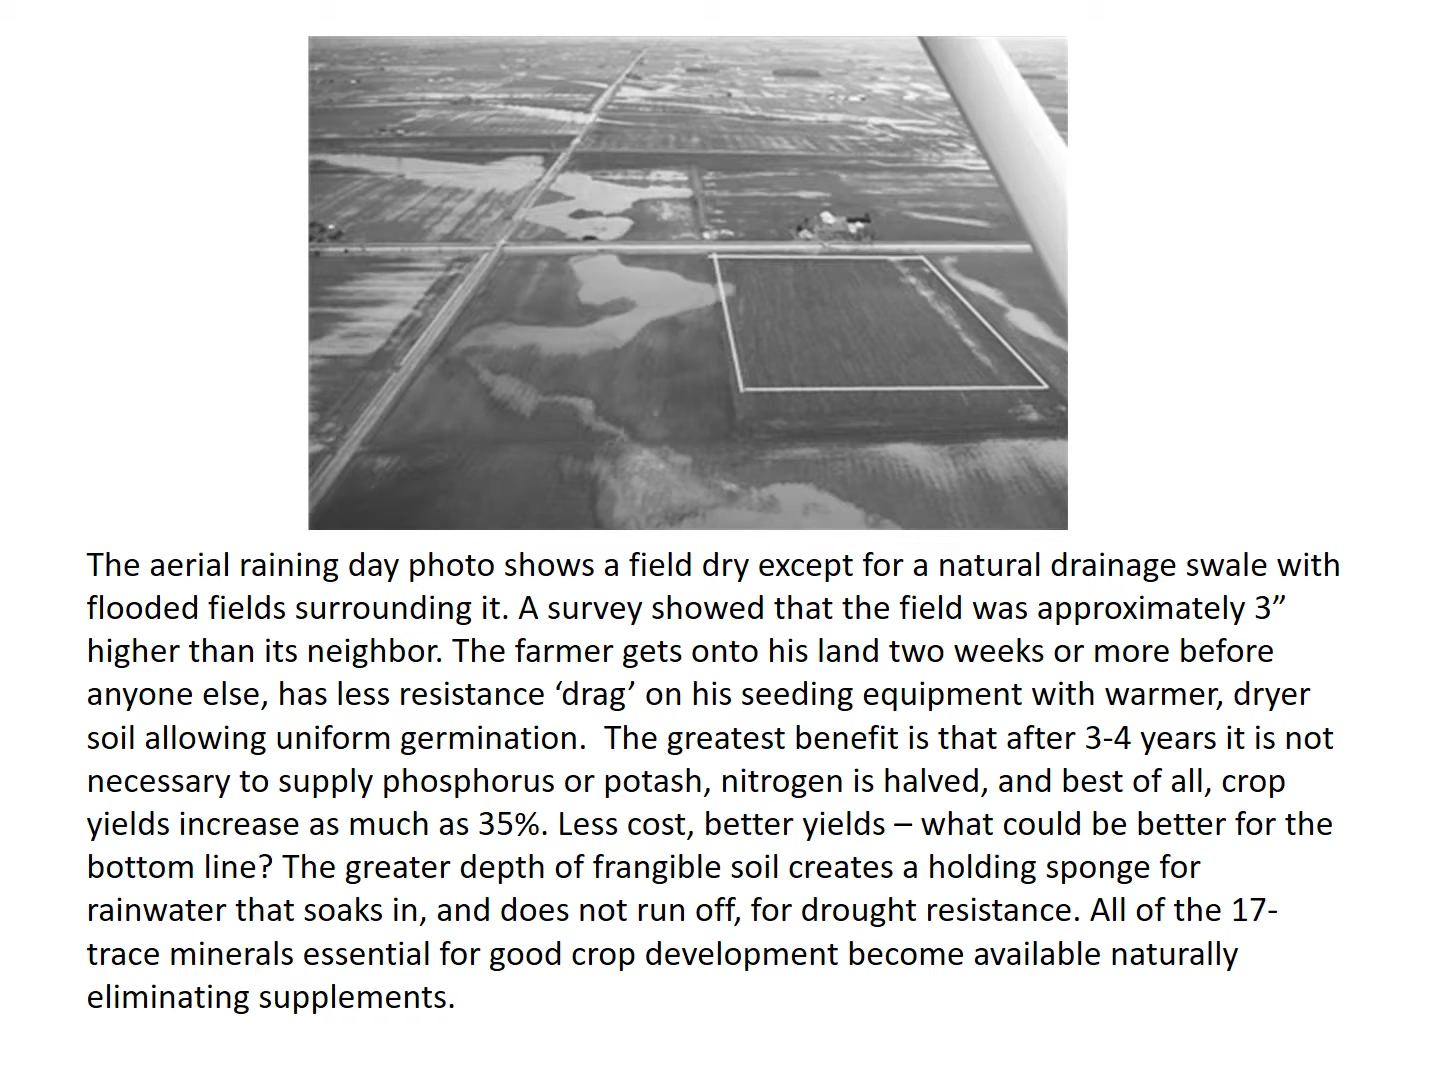 The aerial raining day photo shows a field dry except for a natural drainage swale with
flooded fields surrounding it. A survey showed that the field was approximately 3”
higher than its neighbor. The farmer gets onto his land two weeks or more before
anyone else, has less resistance ‘drag’ on his seeding equipment with warmer, dryer
soil allowing uniform germination.  The greatest benefit is that after 3-4 years it is not
necessary to supply phosphorus or potash, nitrogen is halved, and best of all, crop
yields increase as much as 35%. Less cost, better yields – what could be better for the
bottom line? The greater depth of frangible soil creates a holding sponge for
rainwater that soaks in, and does not run off, for drought resistance. All of the 17-
trace minerals essential for good crop development become available naturally
eliminating supplements.